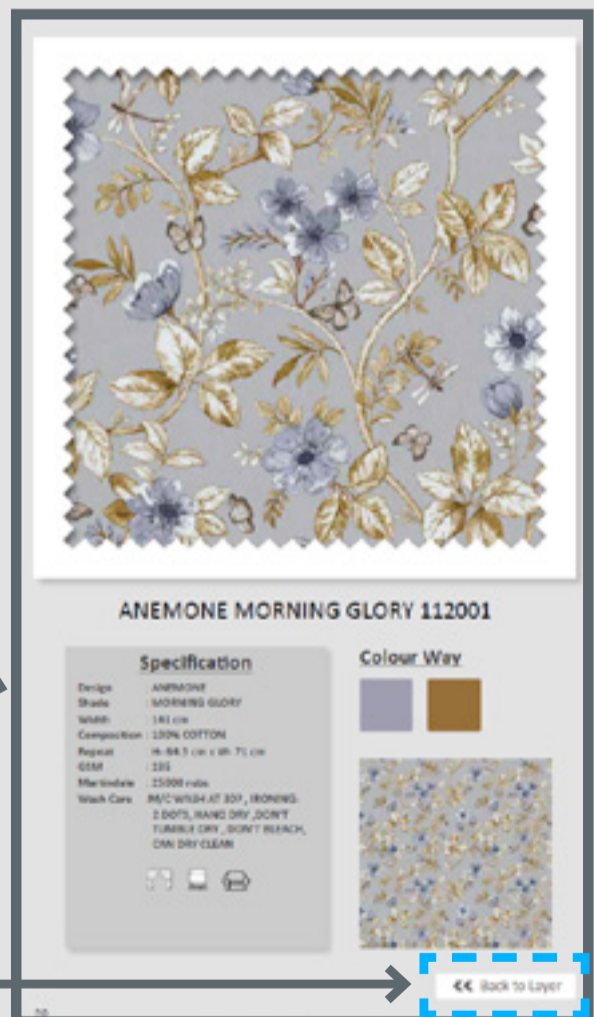 ANEMONE MORNING GLORY 112001
Specification
Design : ANEMONE
Shade : MORNING GLORY
Width : 141 cm
Composition : 100% COTTON
Repeat : H- 64.5 cm x W- 71 cm
GSM :
Martindale : 25000 rubs
Wash Care : M/C WASH AT 30?, IRONING-
2 DOTS, HANG DRY ,DON'T
TUMBLE DRY , DON'T BLEACH,
CAN DRY CLEAN
Colour Way
<< Back to Layer